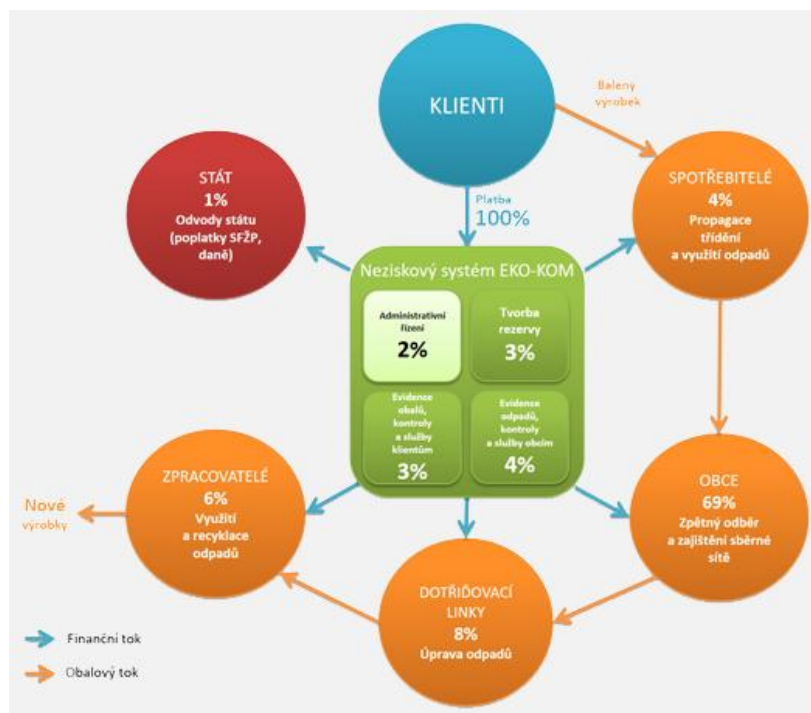 KLIENTI
Balený
výrobek
STÁT
1%
Odvody státu
(poplatky SFŽP,
daně)
SPOTŘEBITELÉ
4%
Propagace
třídění
a využití odpadů
Platba
100%
Neziskový systém EKO-KOM
Administrativní
řízení
2%
Tvorba
rezervy
3%
Evidence
obalů,
kontroly
a služby
klientům
3%
Evidence
odpadů,
kontroly
a služby obcím
4%
ZPRACOVATELÉ
6%
Využití
a recyklace
odpadů
Nové
výrobky
OBCE
69%
Zpětný odběr
a zajištění sběrné
sítě
DOTŘIĎOVACÍ
LINKY
8%
Úprava odpadů
Finanční tok
Obalový tok